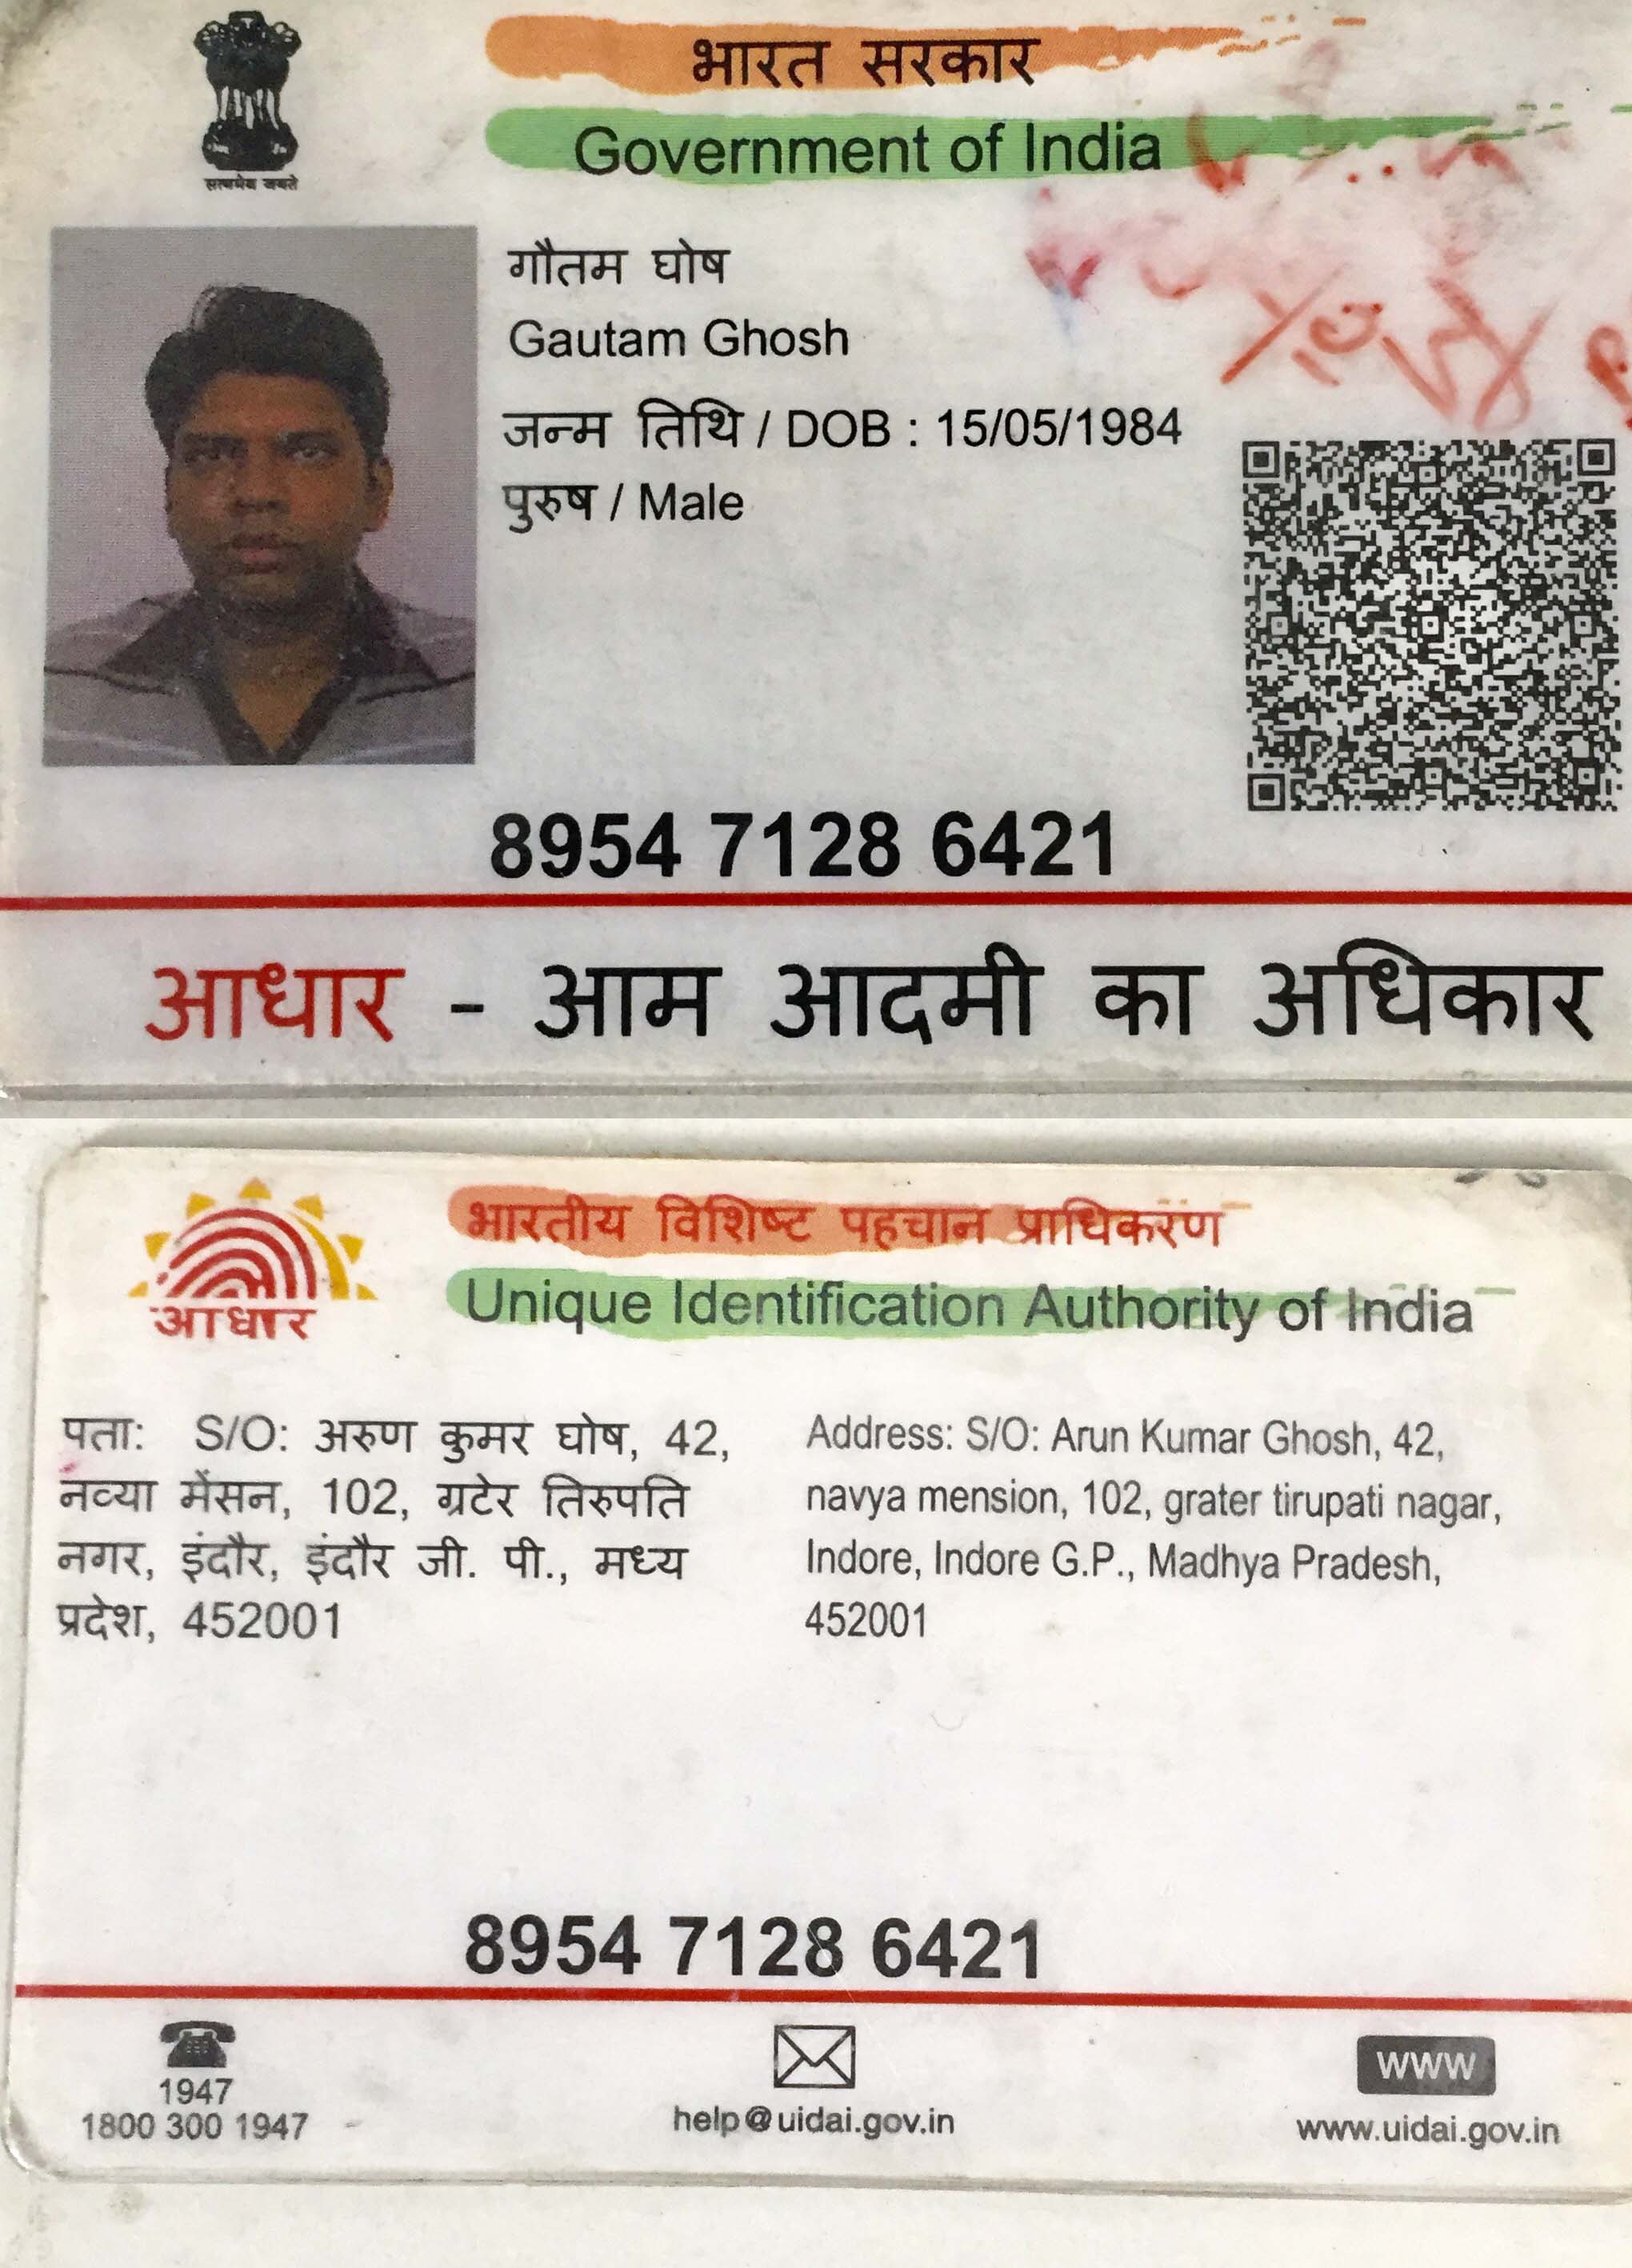 भारत सरकार
Government of India
सत्यमेव जयते
गौतम घोष
Gautam Ghosh
जन्म तिथि / DOB : 15/05/1984
पुरुष / Male
8954 7128 6421
आधार - आम आदमी का अधिकार
भारतीय विशिष्ट पहचान प्राधिकरण
Unique Identification Authority of India
आधार
पता: S/O: अरुण कुमर घोष, 42,
नव्या मेंसन, 102, ग्रटेर तिरुपति
नगर, इंदौर, इंदौर जी. पी., मध्य
प्रदेश, 452001
Address: S/O: Arun Kumar Ghosh, 42,
navya mension, 102, grater tirupati nagar,
Indore, Indore G.P., Madhya Pradesh,
452001
8954 7128 6421
1947
1800 300 1947
help@uidai.gov.in
www
www.uidai.gov.in